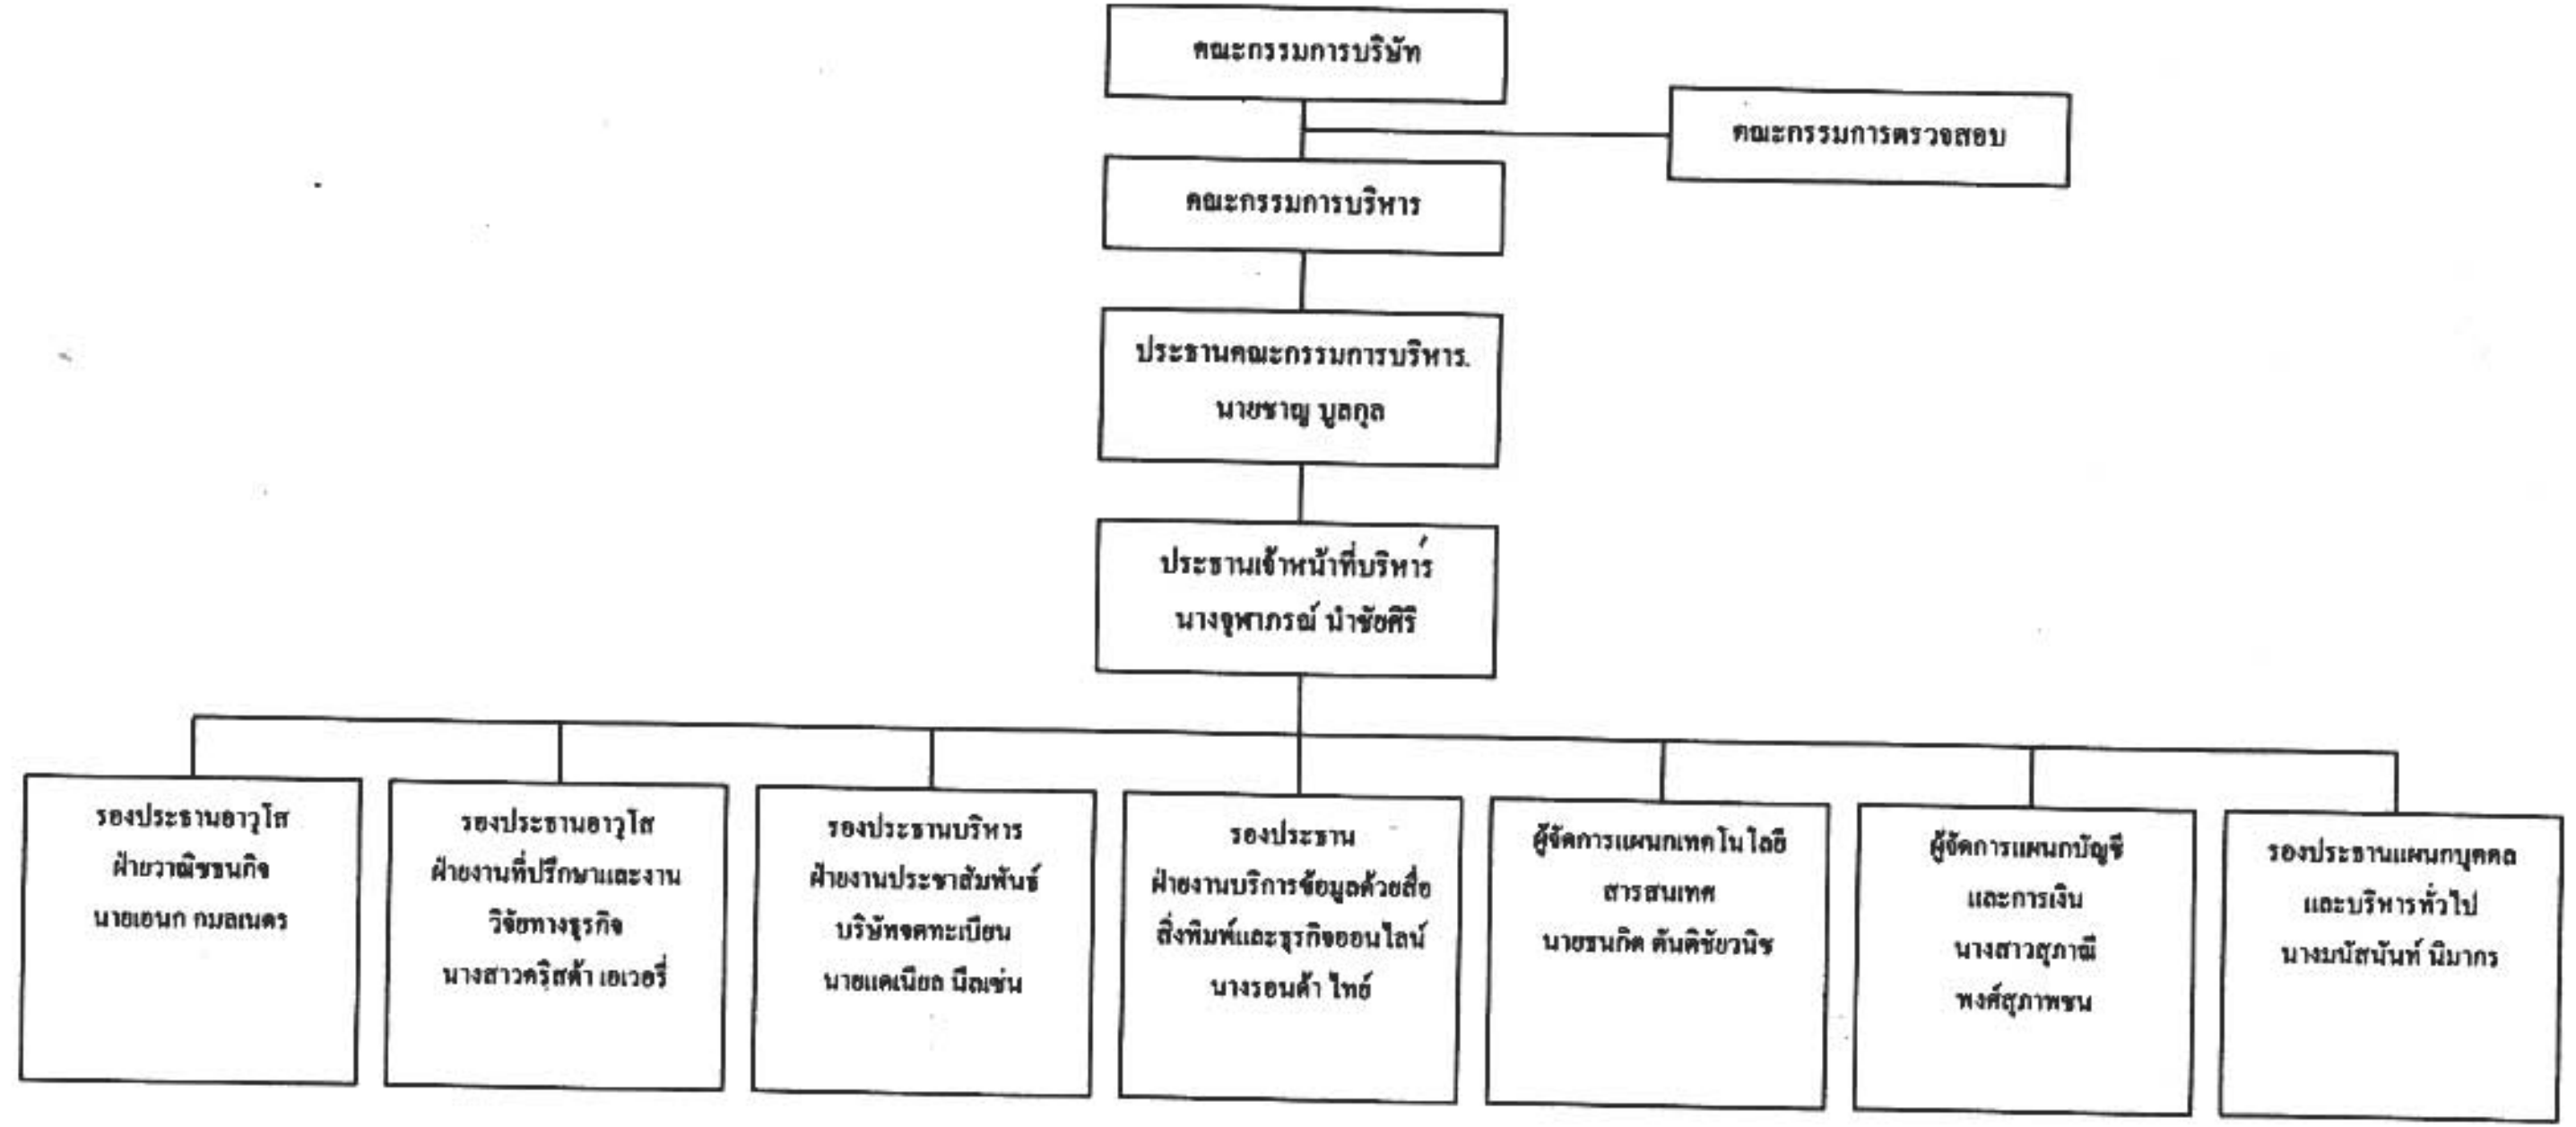 คณะกรรมการบริษัท
คณะกรรมการตรวจสอบ
คณะกรรมการบริหาร
ประธานคณะกรรมการบริหาร
นายชาญ บูลกุล
ประธานเจ้าหน้าที่บริหาร
นางจุฬาภรณ์ นำชัยศิริ
รองประธานอาวุโส
ฝ่ายวาณิชธนกิจ
นายเอนก กมลเนตร
รองประธานอาวุโส
ฝ่ายงานที่ปรึกษาและงาน
วิจัยทางธุรกิจ
นางสาวคริสต้า เอเวอรี่
รองประธานบริหาร
ฝ่ายงานประชาสัมพันธ์
บริษัทจดทะเบียน
นายแดเนียล นีลเซ่น
รองประธาน
ฝ่ายงานบริการข้อมูลด้วยสื่อ
สิ่งพิมพ์และธุรกิจออนไลน์
นางรอนด้า ไทย์
ผู้จัดการแผนกเทคโนโลยี
สารสนเทศ
นายธนกิต ตันติชัยวนิช
ผู้จัดการแผนกบัญชี
และการเงิน
นางสาวสุภาณี
พงศ์สุภาพชน
รองประธานแผนกบุคคล
และบริหารทั่วไป
นางมนัสนันท์ นิมากร